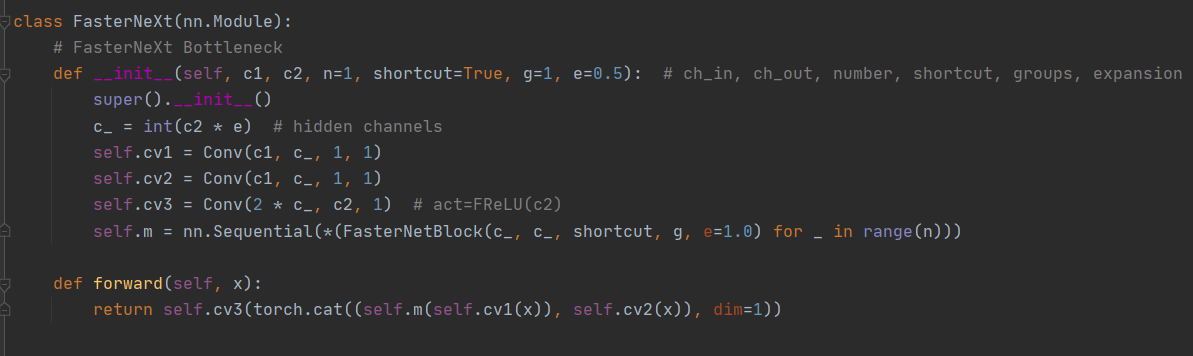 class FasterNeXt(nn.Module):
    # FasterNeXt Bottleneck
    def __init__(self, c1, c2, n=1, shortcut=True, g=1, e=0.5):  # ch_in, ch_out, number, shortcut, groups, expansion
        super().__init__()
        c_ = int(c2 * e)  # hidden channels
        self.cv1 = Conv(c1, c_, 1, 1)
        self.cv2 = Conv(c1, c_, 1, 1)
        self.cv3 = Conv(2 * c_, c2, 1)  # act=FReLU(c2)
        self.m = nn.Sequential(*(FasterNetBlock(c_, c_, shortcut, g, e=1.0) for _ in range(n)))
    def forward(self, x):
        return self.cv3(torch.cat((self.m(self.cv1(x)), self.cv2(x)), dim=1))